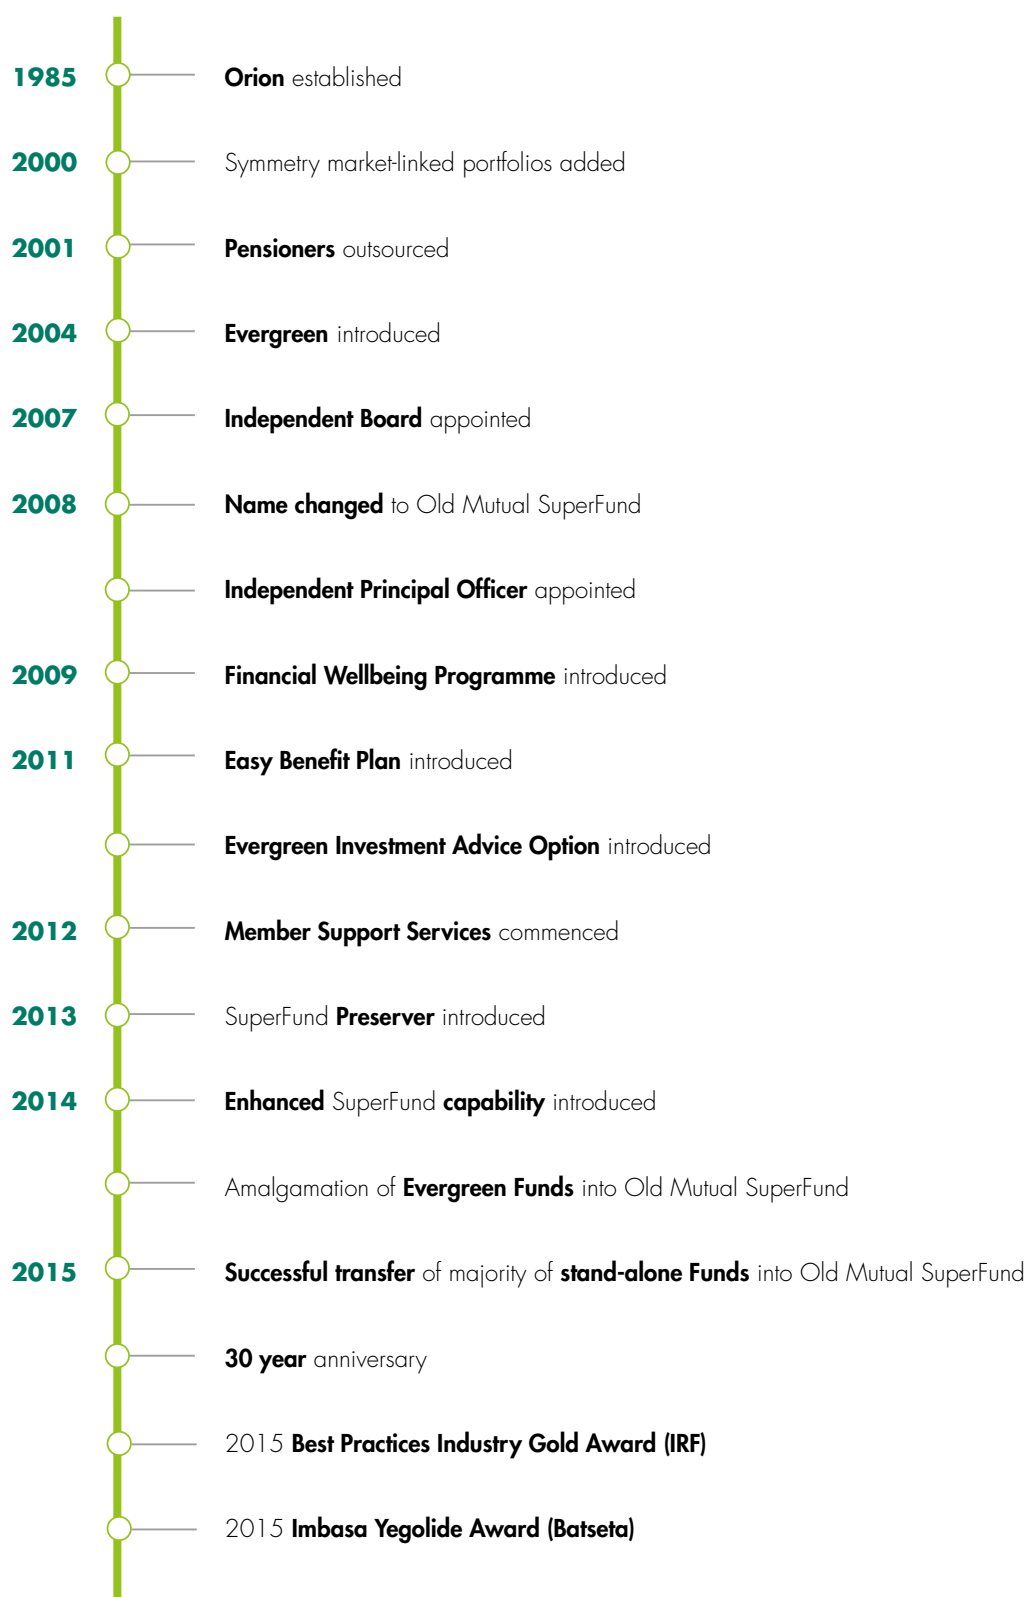 1985 Orion established
2000 Symmetry market-linked portfolios added
2001 Pensioners outsourced
2004 Evergreen introduced
2007 Independent Board appointed
2008 Name changed to Old Mutual SuperFund
Independent Principal Officer appointed
2009 Financial Wellbeing Programme introduced
2011 Easy Benefit Plan introduced
Evergreen Investment Advice Option introduced
2012 Member Support Services commenced
2013 SuperFund Preserver introduced
2014 Enhanced SuperFund capability introduced
Amalgamation of Evergreen Funds into Old Mutual SuperFund
2015 Successful transfer of majority of stand-alone Funds into Old Mutual SuperFund
30 year anniversary
2015 Best Practices Industry Gold Award (IRF)
2015 Imbasa Yegolide Award (Batseta)